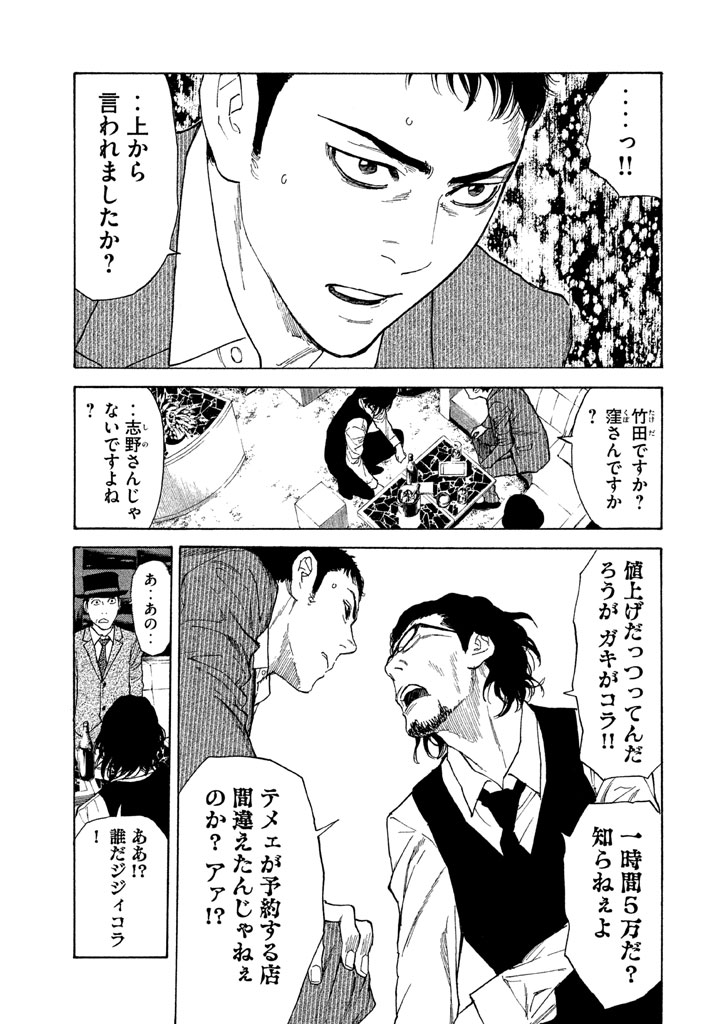 ‥‥っ!!
‥上から
言われましたか?
竹田ですか?
窪さんですか
?
‥志野さんじゃ
ないですよね
?
値上げだっつってんだ
ろうが ガキがコラ!!
一時間5万だ?
知らねぇよ
テメェが予約する店
間違えたんじゃねぇ
のか? アァ!?
あ‥あの‥
ああ!?
誰だジジィコラ
!